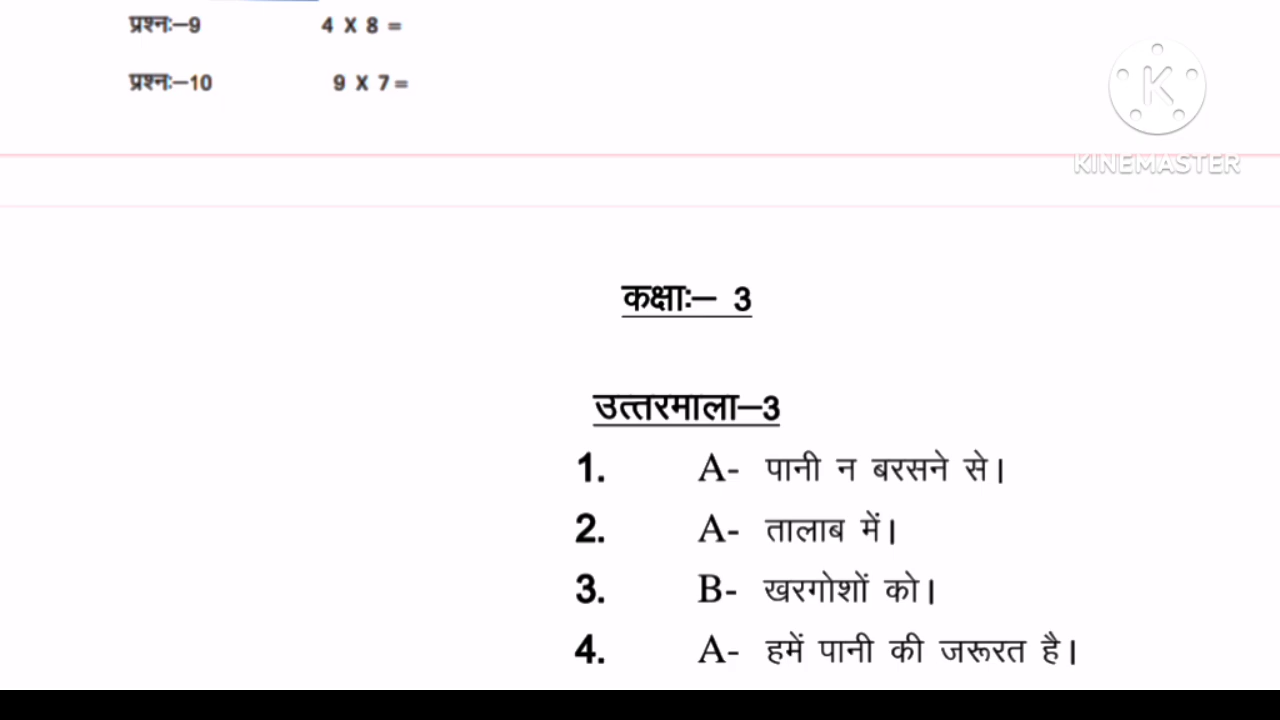 प्रश्नः–9 4 X 8 =
प्रश्नः–10 9 X 7=
K
KINEMASTER
कक्षाः– 3
उत्तरमाला–3
1. A- पानी न बरसने से।
2. A- तालाब में।
3. B- खरगोशों को।
4. A- हमें पानी की जरूरत है।